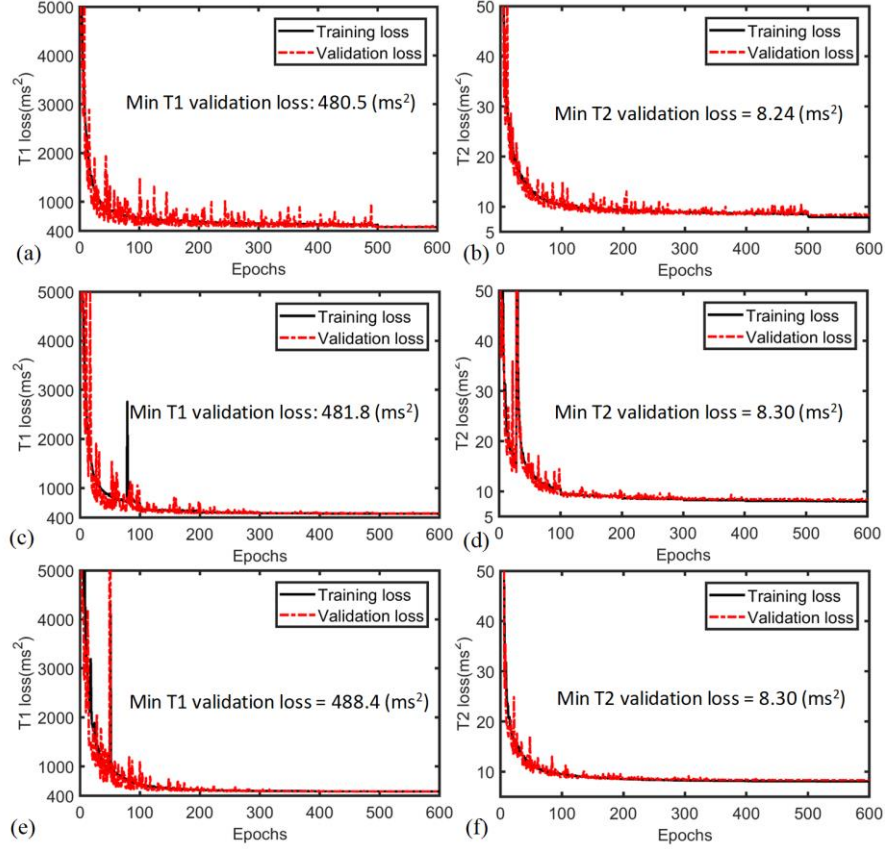 5000
4000
3000
2000
1000
400
T1 loss(ms²)
Training loss
Validation loss
Min T1 validation loss: 480.5 (ms²)
0 100 200 300 400 500 600
Epochs
(a)
50
40
30
20
10
5
T2 loss(ms²)
Training loss
Validation loss
Min T2 validation loss = 8.24 (ms²)
0 100 200 300 400 500 600
Epochs
(b)
5000
4000
3000
2000
1000
400
T1 loss(ms²)
Training loss
Validation loss
Min T1 validation loss: 481.8 (ms²)
0 100 200 300 400 500 600
Epochs
(c)
50
40
30
20
10
5
T2 loss(ms²)
Training loss
Validation loss
Min T2 validation loss = 8.30 (ms²)
0 100 200 300 400 500 600
Epochs
(d)
5000
4000
3000
2000
1000
400
T1 loss(ms²)
Training loss
Validation loss
Min T1 validation loss = 488.4 (ms²)
0 100 200 300 400 500 600
Epochs
(e)
50
40
30
20
10
T2 loss(ms²)
Training loss
Validation loss
Min T2 validation loss = 8.30 (ms²)
0 100 200 300 400 500 600
Epochs
(f)